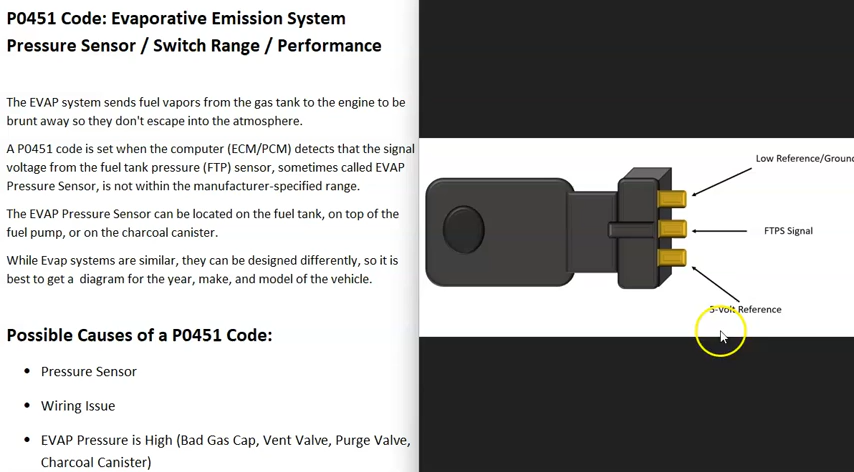 P0451 Code: Evaporative Emission System
Pressure Sensor / Switch Range / Performance
The EVAP system sends fuel vapors from the gas tank to the engine to be
brunt away so they don't escape into the atmosphere.
A P0451 code is set when the computer (ECM/PCM) detects that the signal
voltage from the fuel tank pressure (FTP) sensor, sometimes called EVAP
Pressure Sensor, is not within the manufacturer-specified range.
The EVAP Pressure Sensor can be located on the fuel tank, on top of the
fuel pump, or on the charcoal canister.
While Evap systems are similar, they can be designed differently, so it is
best to get a diagram for the year, make, and model of the vehicle.
Possible Causes of a P0451 Code:
• Pressure Sensor
• Wiring Issue
• EVAP Pressure is High (Bad Gas Cap, Vent Valve, Purge Valve,
Charcoal Canister)
Low Reference/Ground
FTPS Signal
5-Volt Reference